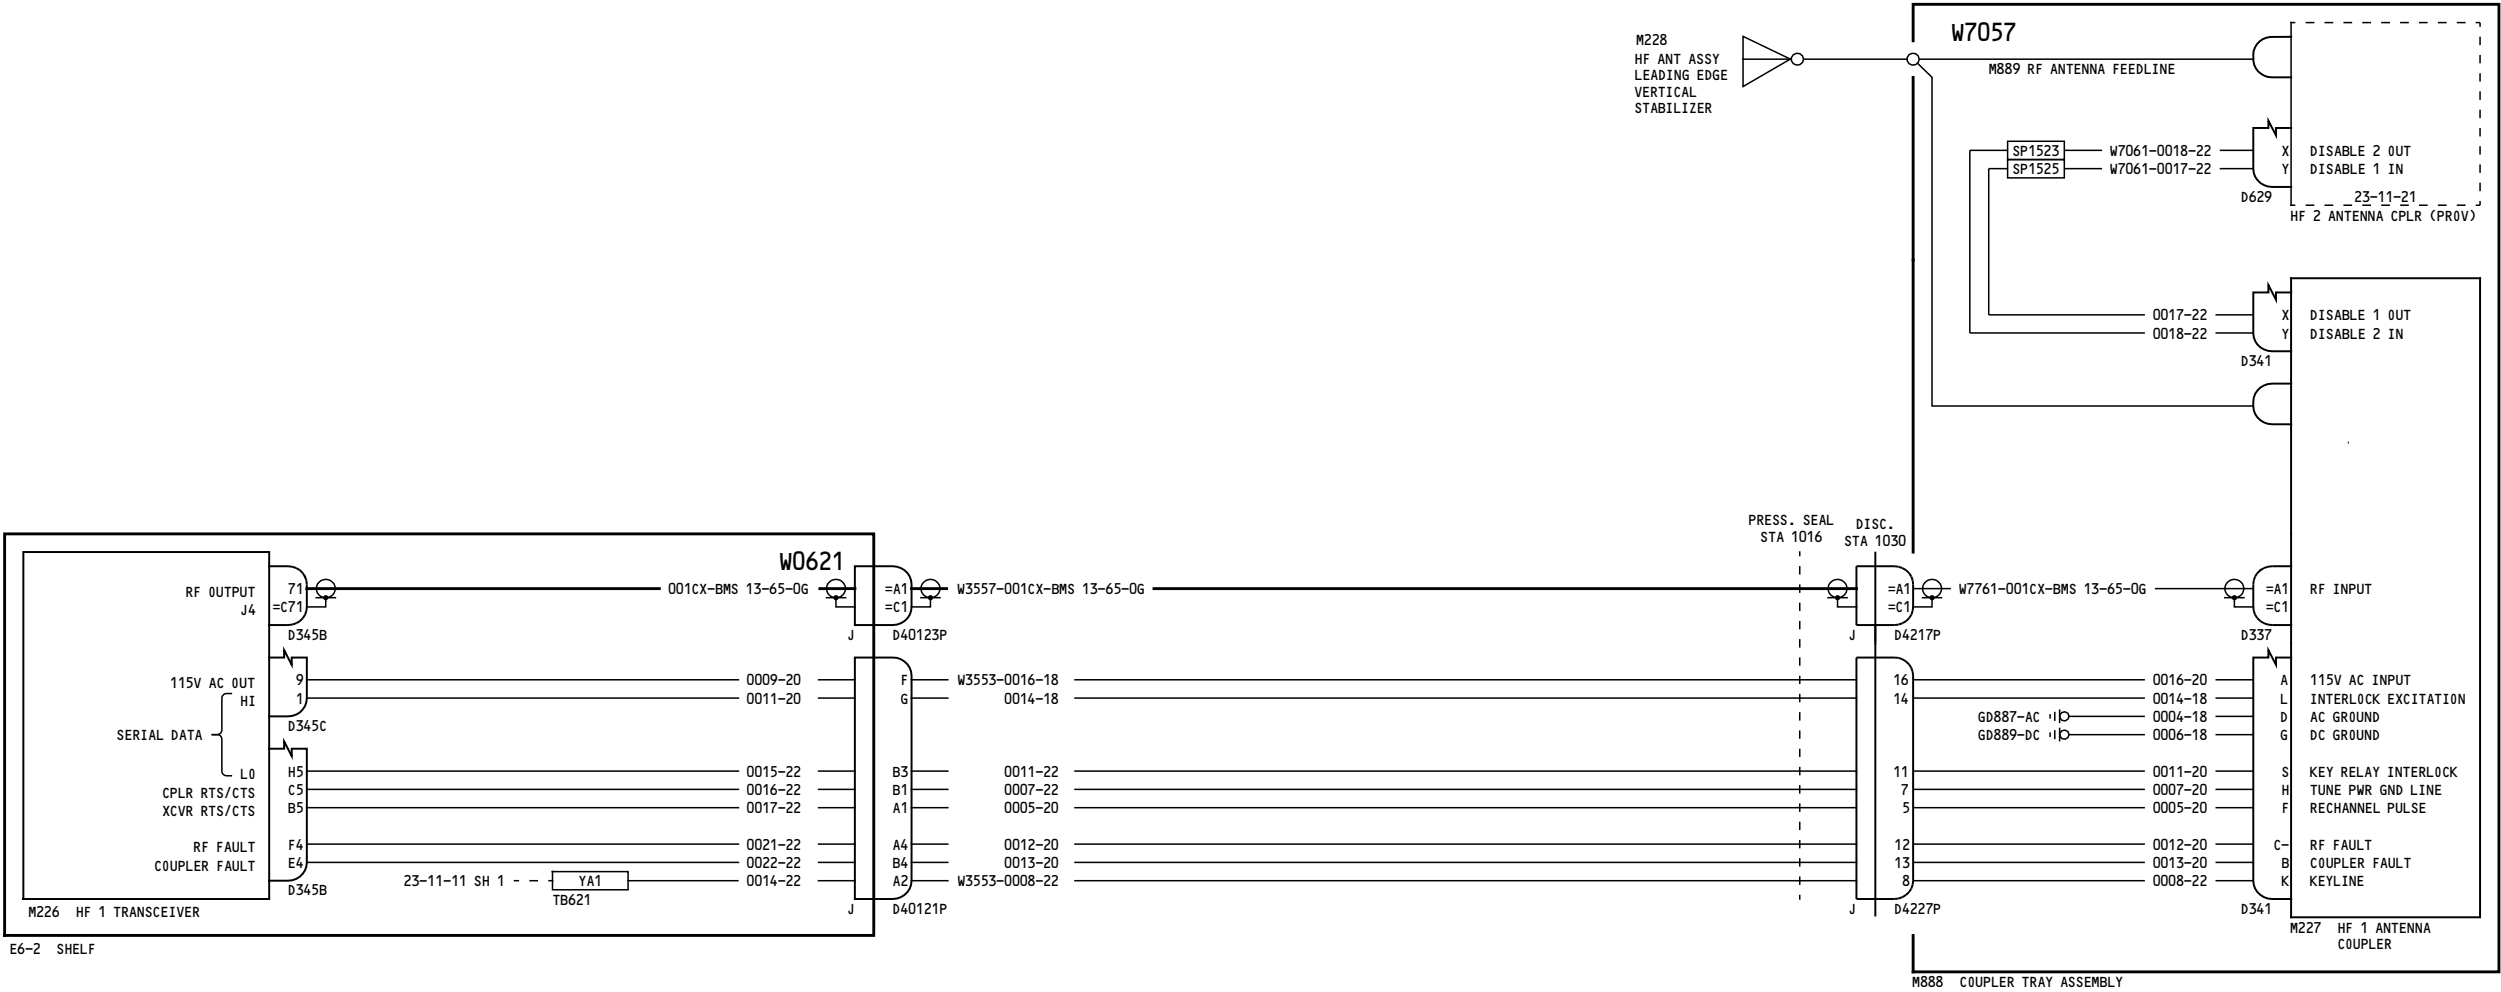 W7057
M228
HF ANT ASSY
LEADING EDGE
VERTICAL
STABILIZER
M889 RF ANTENNA FEEDLINE
SP1523 W7061-0018-22 X DISABLE 2 OUT
SP1525 W7061-0017-22 Y DISABLE 1 IN
D629 23-11-21
HF 2 ANTENNA CPLR (PROV)
0017-22 X DISABLE 1 OUT
0018-22 Y DISABLE 2 IN
D341
PRESS. SEAL
STA 1016
DISC.
STA 1030
W0621
RF OUTPUT 71 001CX-BMS 13-65-OG =A1 W3557-001CX-BMS 13-65-OG =A1 W7761-001CX-BMS 13-65-OG =A1 RF INPUT
J4 =C71 =C1 =C1 =C1
D345B J D40123P J D4217P D337
115V AC OUT 9 0009-20 F W3553-0016-18 16 0016-20 A 115V AC INPUT
HI 1 0011-20 G 0014-18 14 0014-18 L INTERLOCK EXCITATION
D345C GD887-AC 0004-18 D AC GROUND
SERIAL DATA GD889-DC 0006-18 G DC GROUND
LO H5 0015-22 B3 0011-22 11 0011-20 S KEY RELAY INTERLOCK
CPLR RTS/CTS C5 0016-22 B1 0007-22 7 0007-20 H TUNE PWR GND LINE
XCVR RTS/CTS B5 0017-22 A1 0005-20 5 0005-20 F RECHANNEL PULSE
RF FAULT F4 0021-22 A4 0012-20 12 0012-20 C- RF FAULT
COUPLER FAULT E4 0022-22 B4 0013-20 13 0013-20 B COUPLER FAULT
23-11-11 SH 1 YA1 0014-22 A2 W3553-0008-22 8 0008-22 K KEYLINE
D345B TB621 J D40121P J D4227P D341
M226 HF 1 TRANSCEIVER
M227 HF 1 ANTENNA
COUPLER
E6-2 SHELF
M888 COUPLER TRAY ASSEMBLY